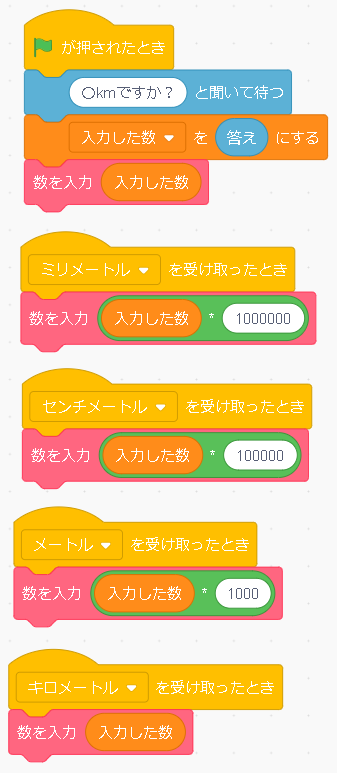 が押されたとき
〇kmですか？ と聞いて待つ
入力した数 を 答え にする
数を入力 入力した数
ミリメートル を受け取ったとき
数を入力 入力した数 * 1000000
センチメートル を受け取ったとき
数を入力 入力した数 * 100000
メートル を受け取ったとき
数を入力 入力した数 * 1000
キロメートル を受け取ったとき
数を入力 入力した数